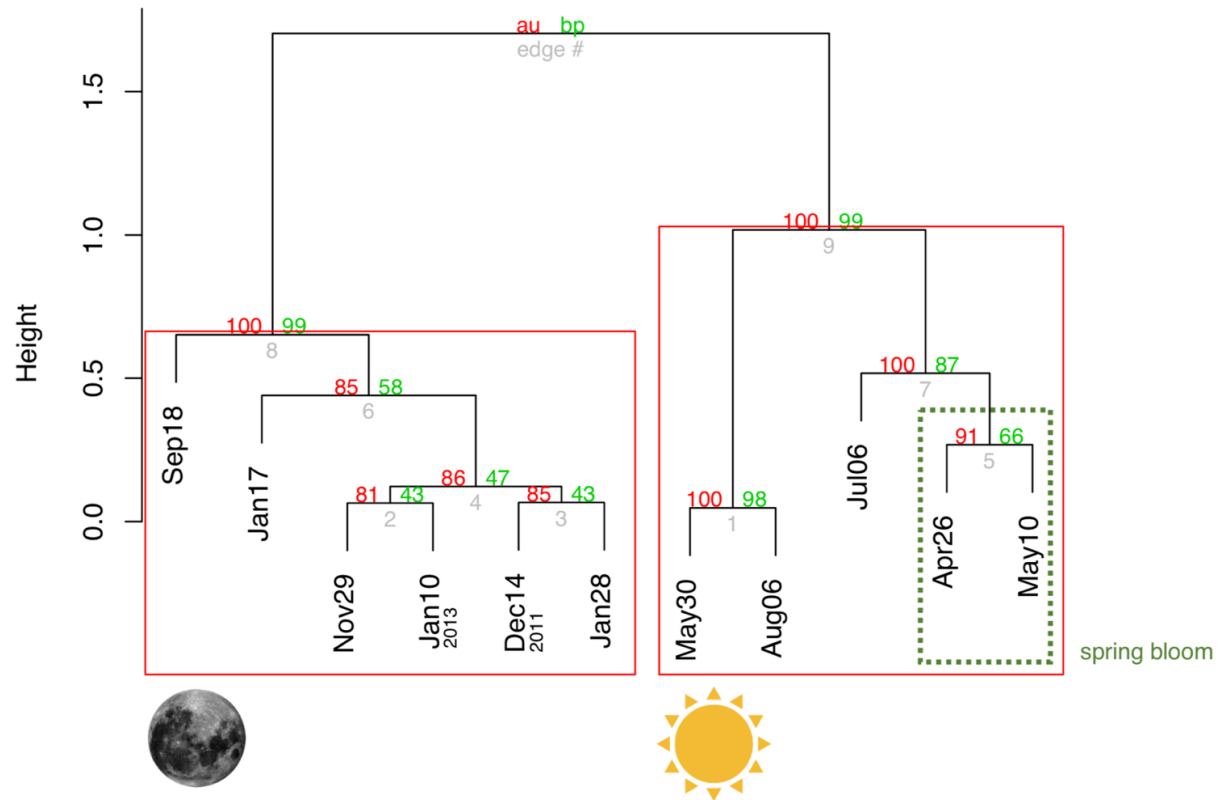 au bp
edge #
Height
1.5
1.0
0.5
0.0
100 99
9
100 99
8
100 87
7
85 58
6
91 66
5
86 47
4
81 43
2
85 43
3
100 98
1
Sep18
Jan17
Nov29
Jan10
2013
Dec14
2011
Jan28
May30
Aug06
Jul06
Apr26
May10
spring bloom